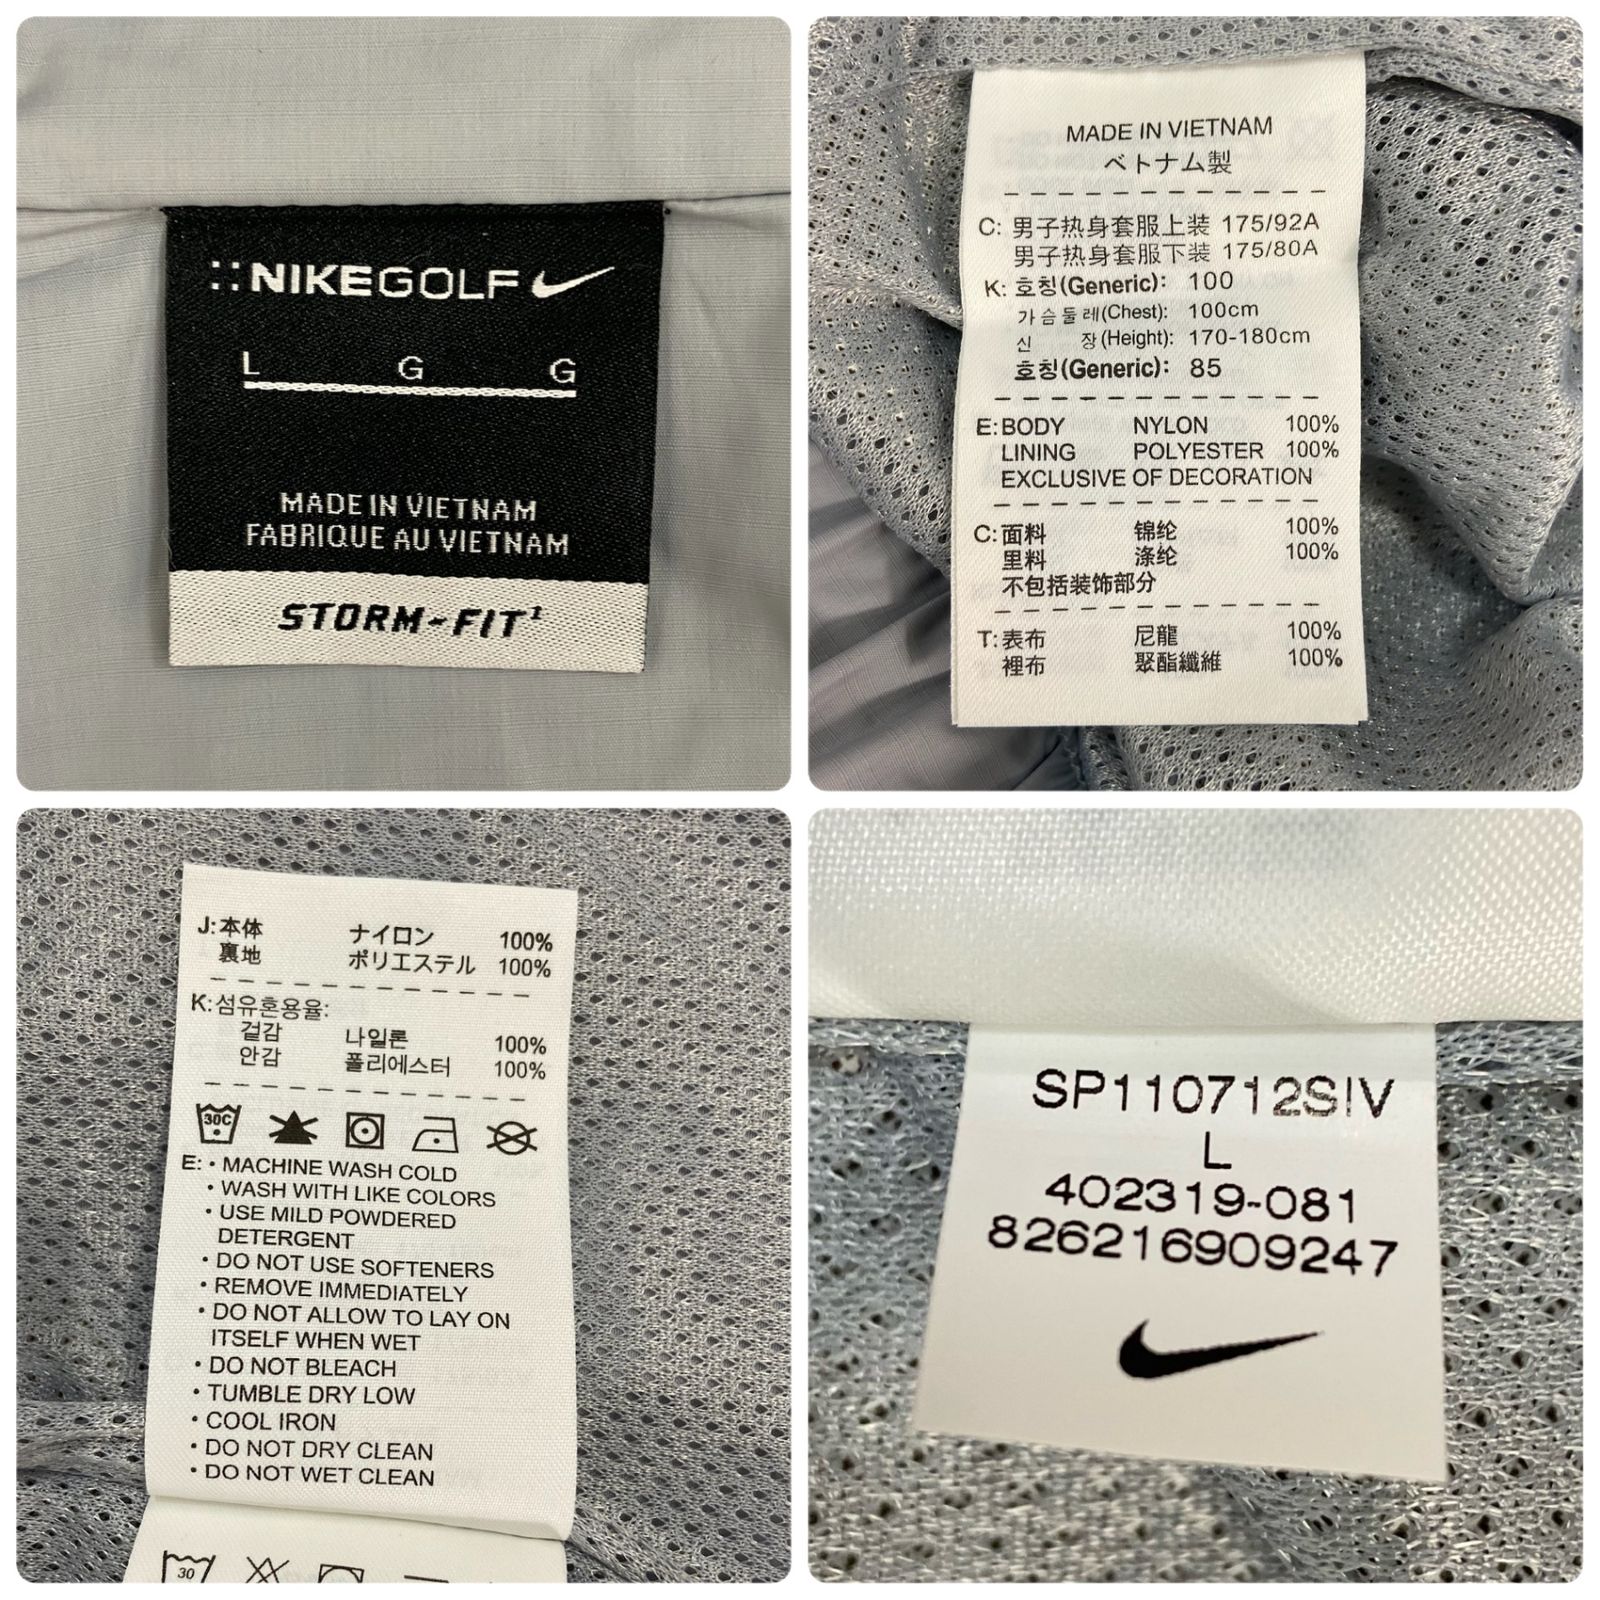 ::NIKEGOLF
L G G
MADE IN VIETNAM
FABRIQUE AU VIETNAM
STORM-FIT¹
MADE IN VIETNAM
ベトナム製
C: 男子热身套服上装 175/92A
男子热身套服下装 175/80A
K: 호칭(Generic): 100
가슴둘레(Chest): 100cm
신 장(Height): 170-180cm
호칭(Generic): 85
E: BODY NYLON 100%
LINING POLYESTER 100%
EXCLUSIVE OF DECORATION
C: 面料 锦纶 100%
里料 涤纶 100%
不包括装饰部分
T: 表布 尼龍 100%
裡布 聚酯纖維 100%
J: 本体 ナイロン 100%
裏地 ポリエステル 100%
K: 섬유혼용율:
겉감 나일론 100%
안감 폴리에스터 100%
30C
E: • MACHINE WASH COLD
• WASH WITH LIKE COLORS
• USE MILD POWDERED
DETERGENT
• DO NOT USE SOFTENERS
• REMOVE IMMEDIATELY
• DO NOT ALLOW TO LAY ON
ITSELF WHEN WET
• DO NOT BLEACH
• TUMBLE DRY LOW
• COOL IRON
• DO NOT DRY CLEAN
• DO NOT WET CLEAN
30
SP110712SIV
L
402319-081
826216909247